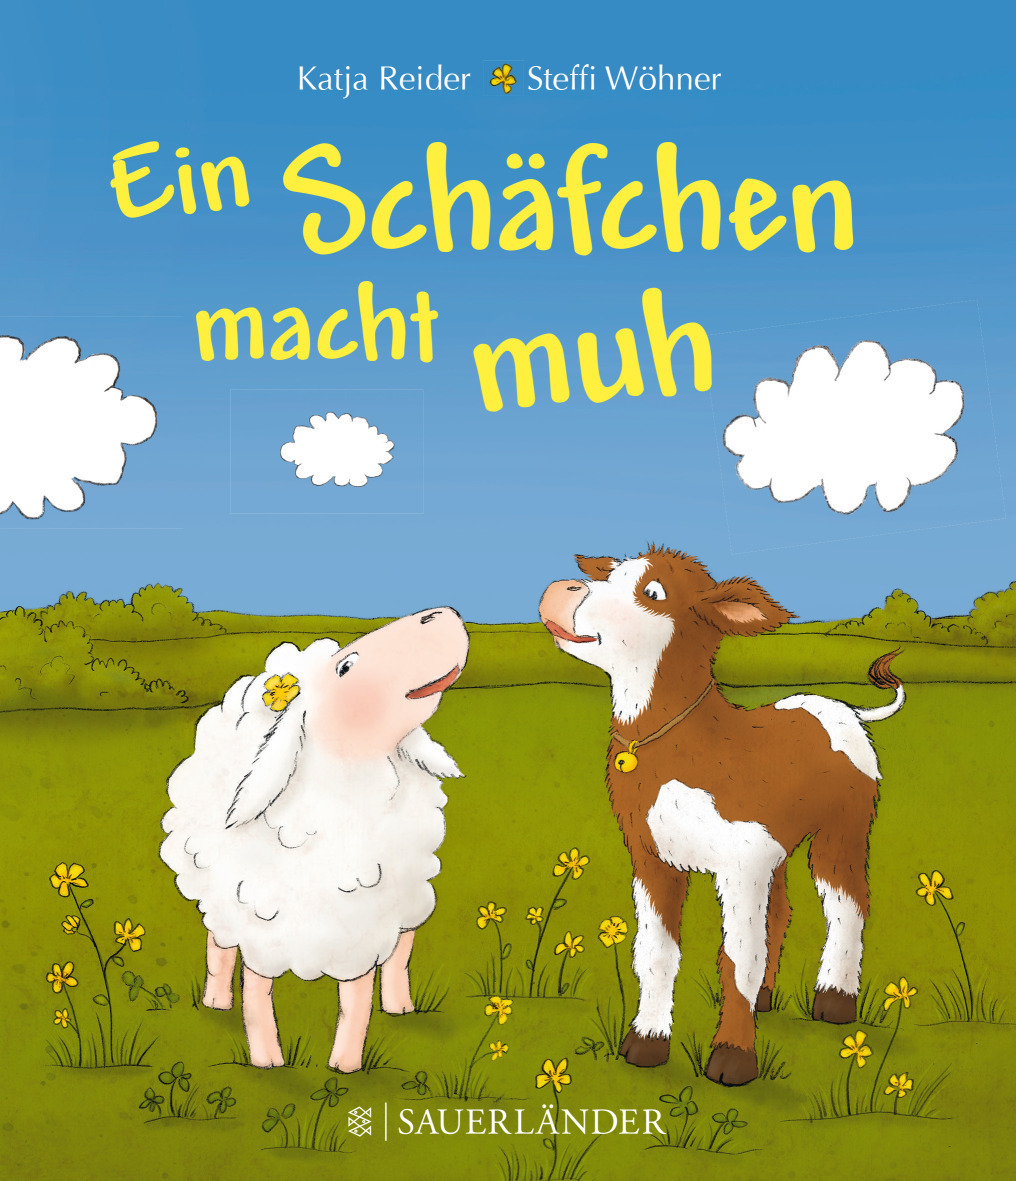 Katja Reider Steffi Wöhner
Ein Schäfchen
macht muh
SAUERLÄNDER